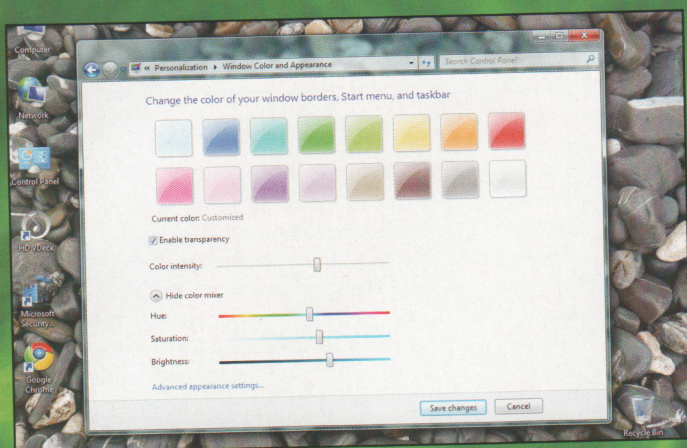 Computer
Network
Control Panel
HD VDeck
Microsoft
Security...
Google
Chrome
« Personalization ▸ Window Color and Appearance
Search Control Panel
Change the color of your window borders, Start menu, and taskbar
Current color: Customized
Enable transparency
Color intensity:
Hide color mixer
Hue:
Saturation:
Brightness:
Advanced appearance settings...
Save changes
Cancel
Recycle Bin